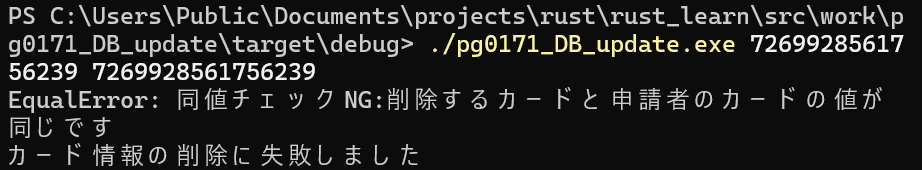 PS C:\Users\Public\Documents\projects\rust\rust_learn\src\work\p
g0171_DB_update\target\debug> ./pg0171_DB_update.exe 72699285617
56239 7269928561756239
EqualError: 同値チェックNG:削除するカードと申請者のカードの値が
同じです
カード情報の削除に失敗しました